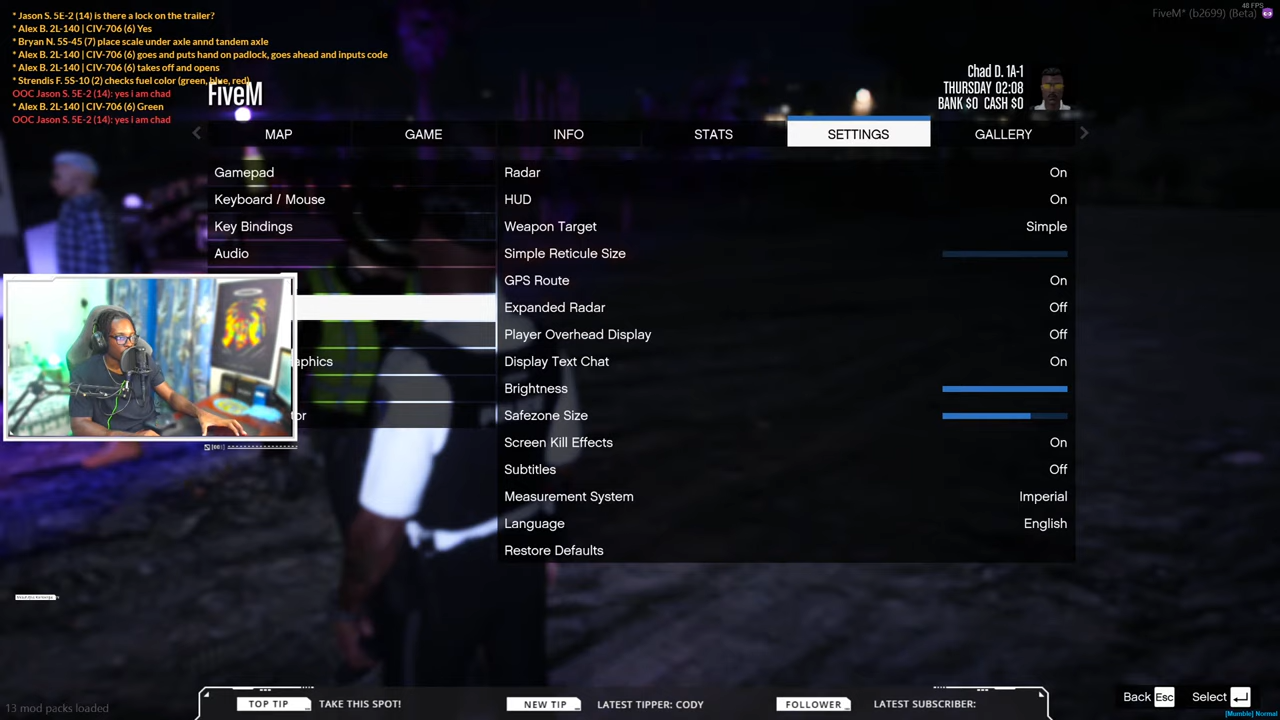 48 FPS
FiveM* (b2699) (Beta)
* Jason S. 5E-2 (14) is there a lock on the trailer?
* Alex B. 2L-140 | CIV-706 (6) Yes
* Bryan N. 5S-45 (7) place scale under axle annd tandem axle
* Alex B. 2L-140 | CIV-706 (6) goes and puts hand on padlock, goes ahead and inputs code
* Alex B. 2L-140 | CIV-706 (6) takes off and opens
* Strendis F. 5S-10 (2) checks fuel color (green, blue, red)
OOC Jason S. 5E-2 (14): yes i am chad
* Alex B. 2L-140 | CIV-706 (6) Green
OOC Jason S. 5E-2 (14): yes i am chad
FiveM
Chad D. 1A-1
THURSDAY 02:08
BANK $0 CASH $0
MAP GAME INFO STATS SETTINGS GALLERY
Gamepad
Keyboard / Mouse
Key Bindings
Audio
aphics
tor
Radar On
HUD On
Weapon Target Simple
Simple Reticule Size
GPS Route On
Expanded Radar Off
Player Overhead Display Off
Display Text Chat On
Brightness
Safezone Size
Screen Kill Effects On
Subtitles Off
Measurement System Imperial
Language English
Restore Defaults
13 mod packs loaded
TOP TIP TAKE THIS SPOT! NEW TIP LATEST TIPPER: CODY FOLLOWER LATEST SUBSCRIBER:
Back Esc Select
[Mumble] Normal